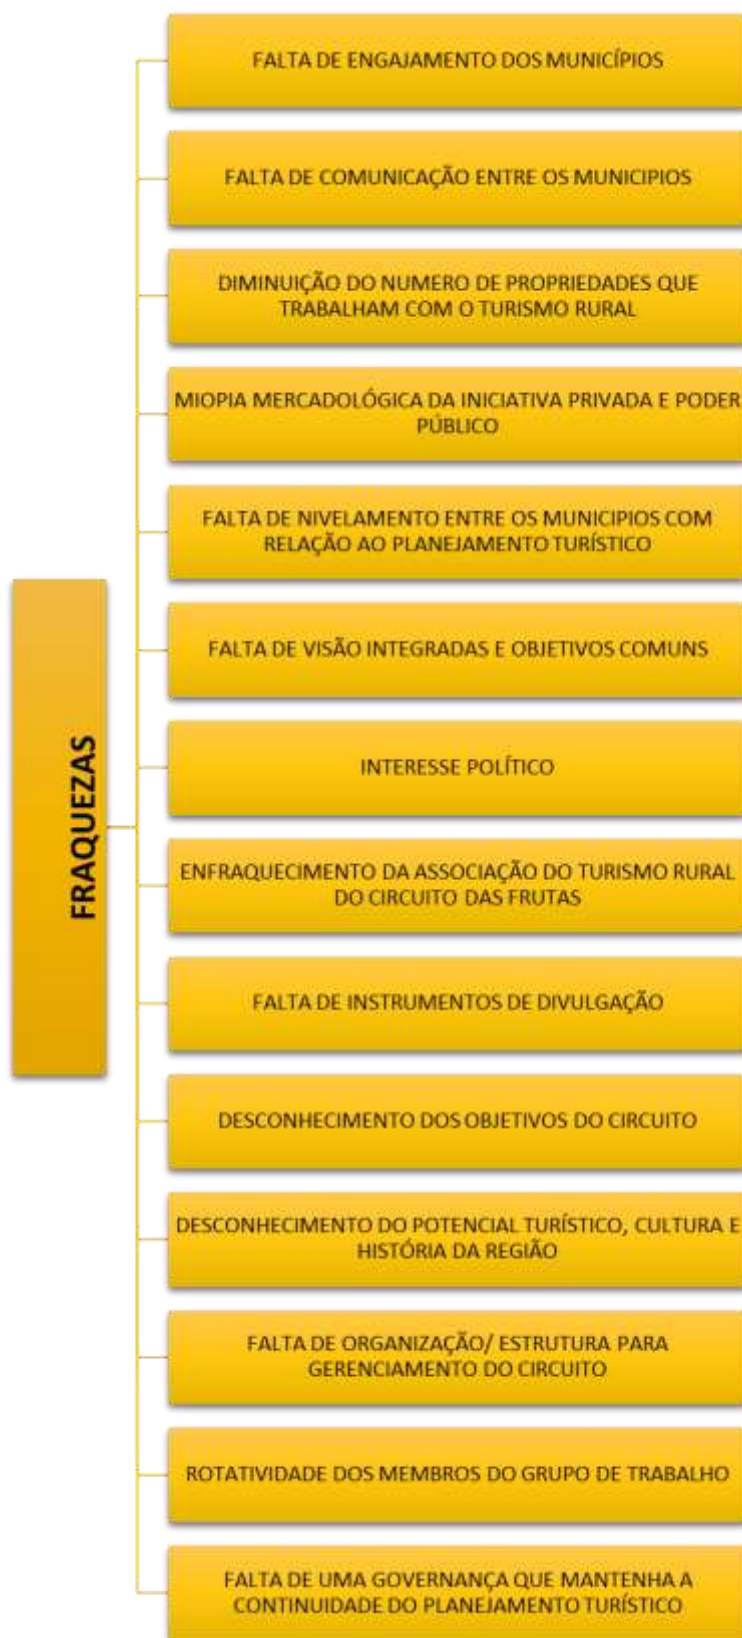 FRAQUEZAS
FALTA DE ENGAJAMENTO DOS MUNICÍPIOS
FALTA DE COMUNICAÇÃO ENTRE OS MUNICIPIOS
DIMINUIÇÃO DO NUMERO DE PROPRIEDADES QUE
TRABALHAM COM O TURISMO RURAL
MIOPIA MERCADOLÓGICA DA INICIATIVA PRIVADA E PODER
PÚBLICO
FALTA DE NIVELAMENTO ENTRE OS MUNICIPIOS COM
RELAÇÃO AO PLANEJAMENTO TURÍSTICO
FALTA DE VISÃO INTEGRADAS E OBJETIVOS COMUNS
INTERESSE POLÍTICO
ENFRAQUECIMENTO DA ASSOCIAÇÃO DO TURISMO RURAL
DO CIRCUITO DAS FRUTAS
FALTA DE INSTRUMENTOS DE DIVULGAÇÃO
DESCONHECIMENTO DOS OBJETIVOS DO CIRCUITO
DESCONHECIMENTO DO POTENCIAL TURÍSTICO, CULTURA E
HISTÓRIA DA REGIÃO
FALTA DE ORGANIZAÇÃO/ ESTRUTURA PARA
GERENCIAMENTO DO CIRCUITO
ROTATIVIDADE DOS MEMBROS DO GRUPO DE TRABALHO
FALTA DE UMA GOVERNANÇA QUE MANTENHA A
CONTINUIDADE DO PLANEJAMENTO TURÍSTICO